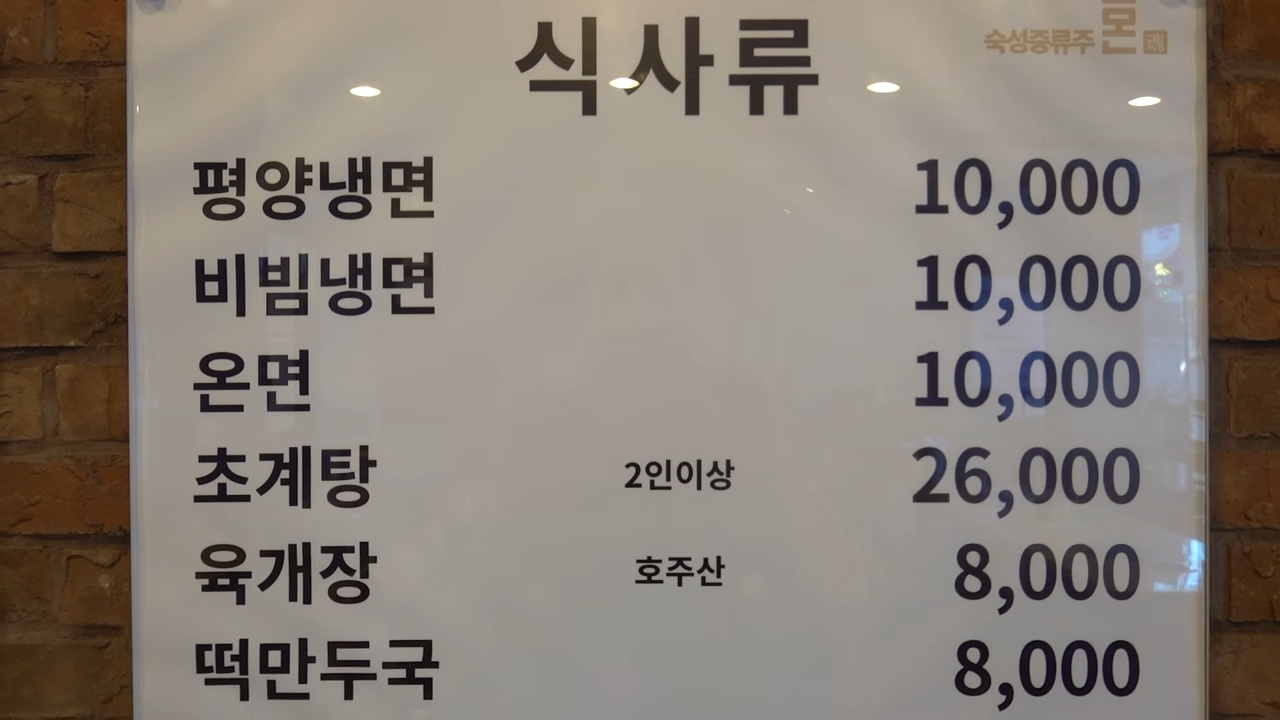 식사류
숙성증류주 혼 魂
평양냉면 10,000
비빔냉면 10,000
온면 10,000
초계탕 2인이상 26,000
육개장 호주산 8,000
떡만두국 8,000